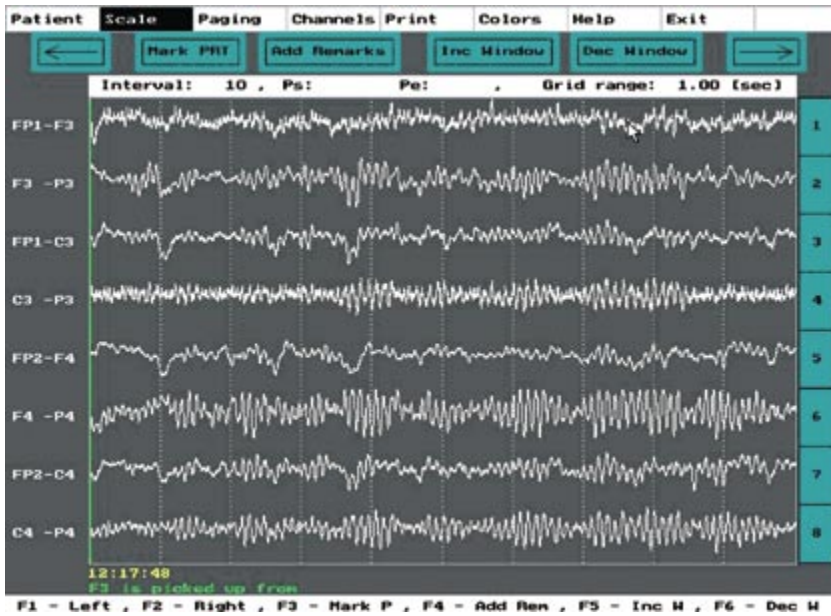 Patient Scale Paging Channels Print Colors Help Exit
Mark PRT Add Remarks Inc Window Dec Window
Interval: 10 , Ps: Pe: , Grid range: 1.00 [sec]
FP1-F3 1
F3 -P3 2
FP1-C3 3
C3 -P3 4
FP2-F4 5
F4 -P4 6
FP2-C4 7
C4 -P4 8
12:17:48
F3 is picked up from
F1 - Left , F2 - Right , F3 - Mark P , F4 - Add Rem , F5 - Inc W , F6 - Dec W